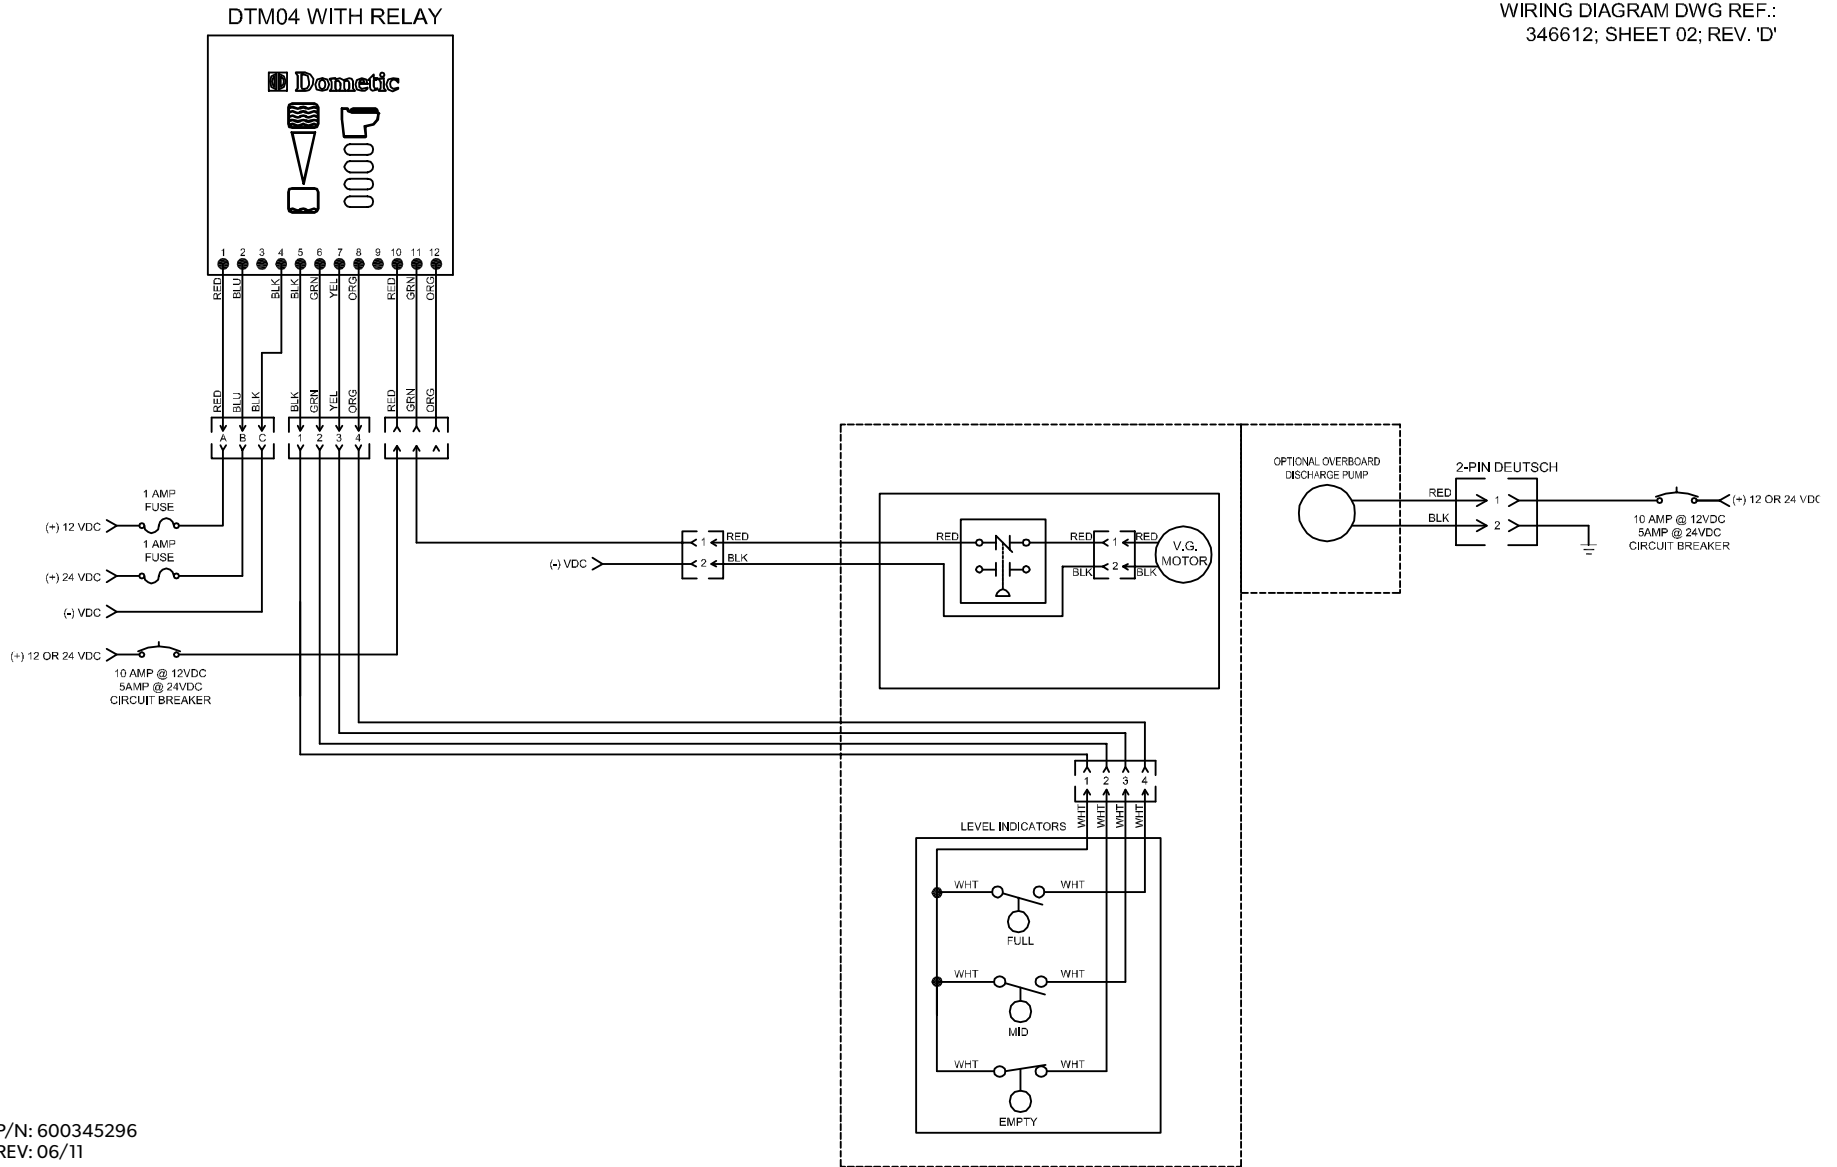 DTM04 WITH RELAY
WIRING DIAGRAM DWG REF.:
346612; SHEET 02; REV. 'D'
Dometic
1 2 3 4 5 6 7 8 9 10 11 12
RED BLU BLK BLK GRN YEL ORG RED GRN ORG
RED BLU BLK BLK GRN YEL ORG RED GRN ORG
A B C 1 2 3 4
1 AMP
FUSE
(+) 12 VDC
1 AMP
FUSE
(+) 24 VDC
(-) VDC
(+) 12 OR 24 VDC
10 AMP @ 12VDC
5AMP @ 24VDC
CIRCUIT BREAKER
(-) VDC
1 RED
2 BLK
RED
RED 1 RED
BLK 2 BLK
V.G.
MOTOR
OPTIONAL OVERBOARD
DISCHARGE PUMP
2-PIN DEUTSCH
RED 1
BLK 2
(+) 12 OR 24 VDC
10 AMP @ 12VDC
5AMP @ 24VDC
CIRCUIT BREAKER
1 2 3 4
WHT WHT WHT WHT
LEVEL INDICATORS
WHT WHT
FULL
WHT WHT
MID
WHT WHT
EMPTY
P/N: 600345296
REV: 06/11